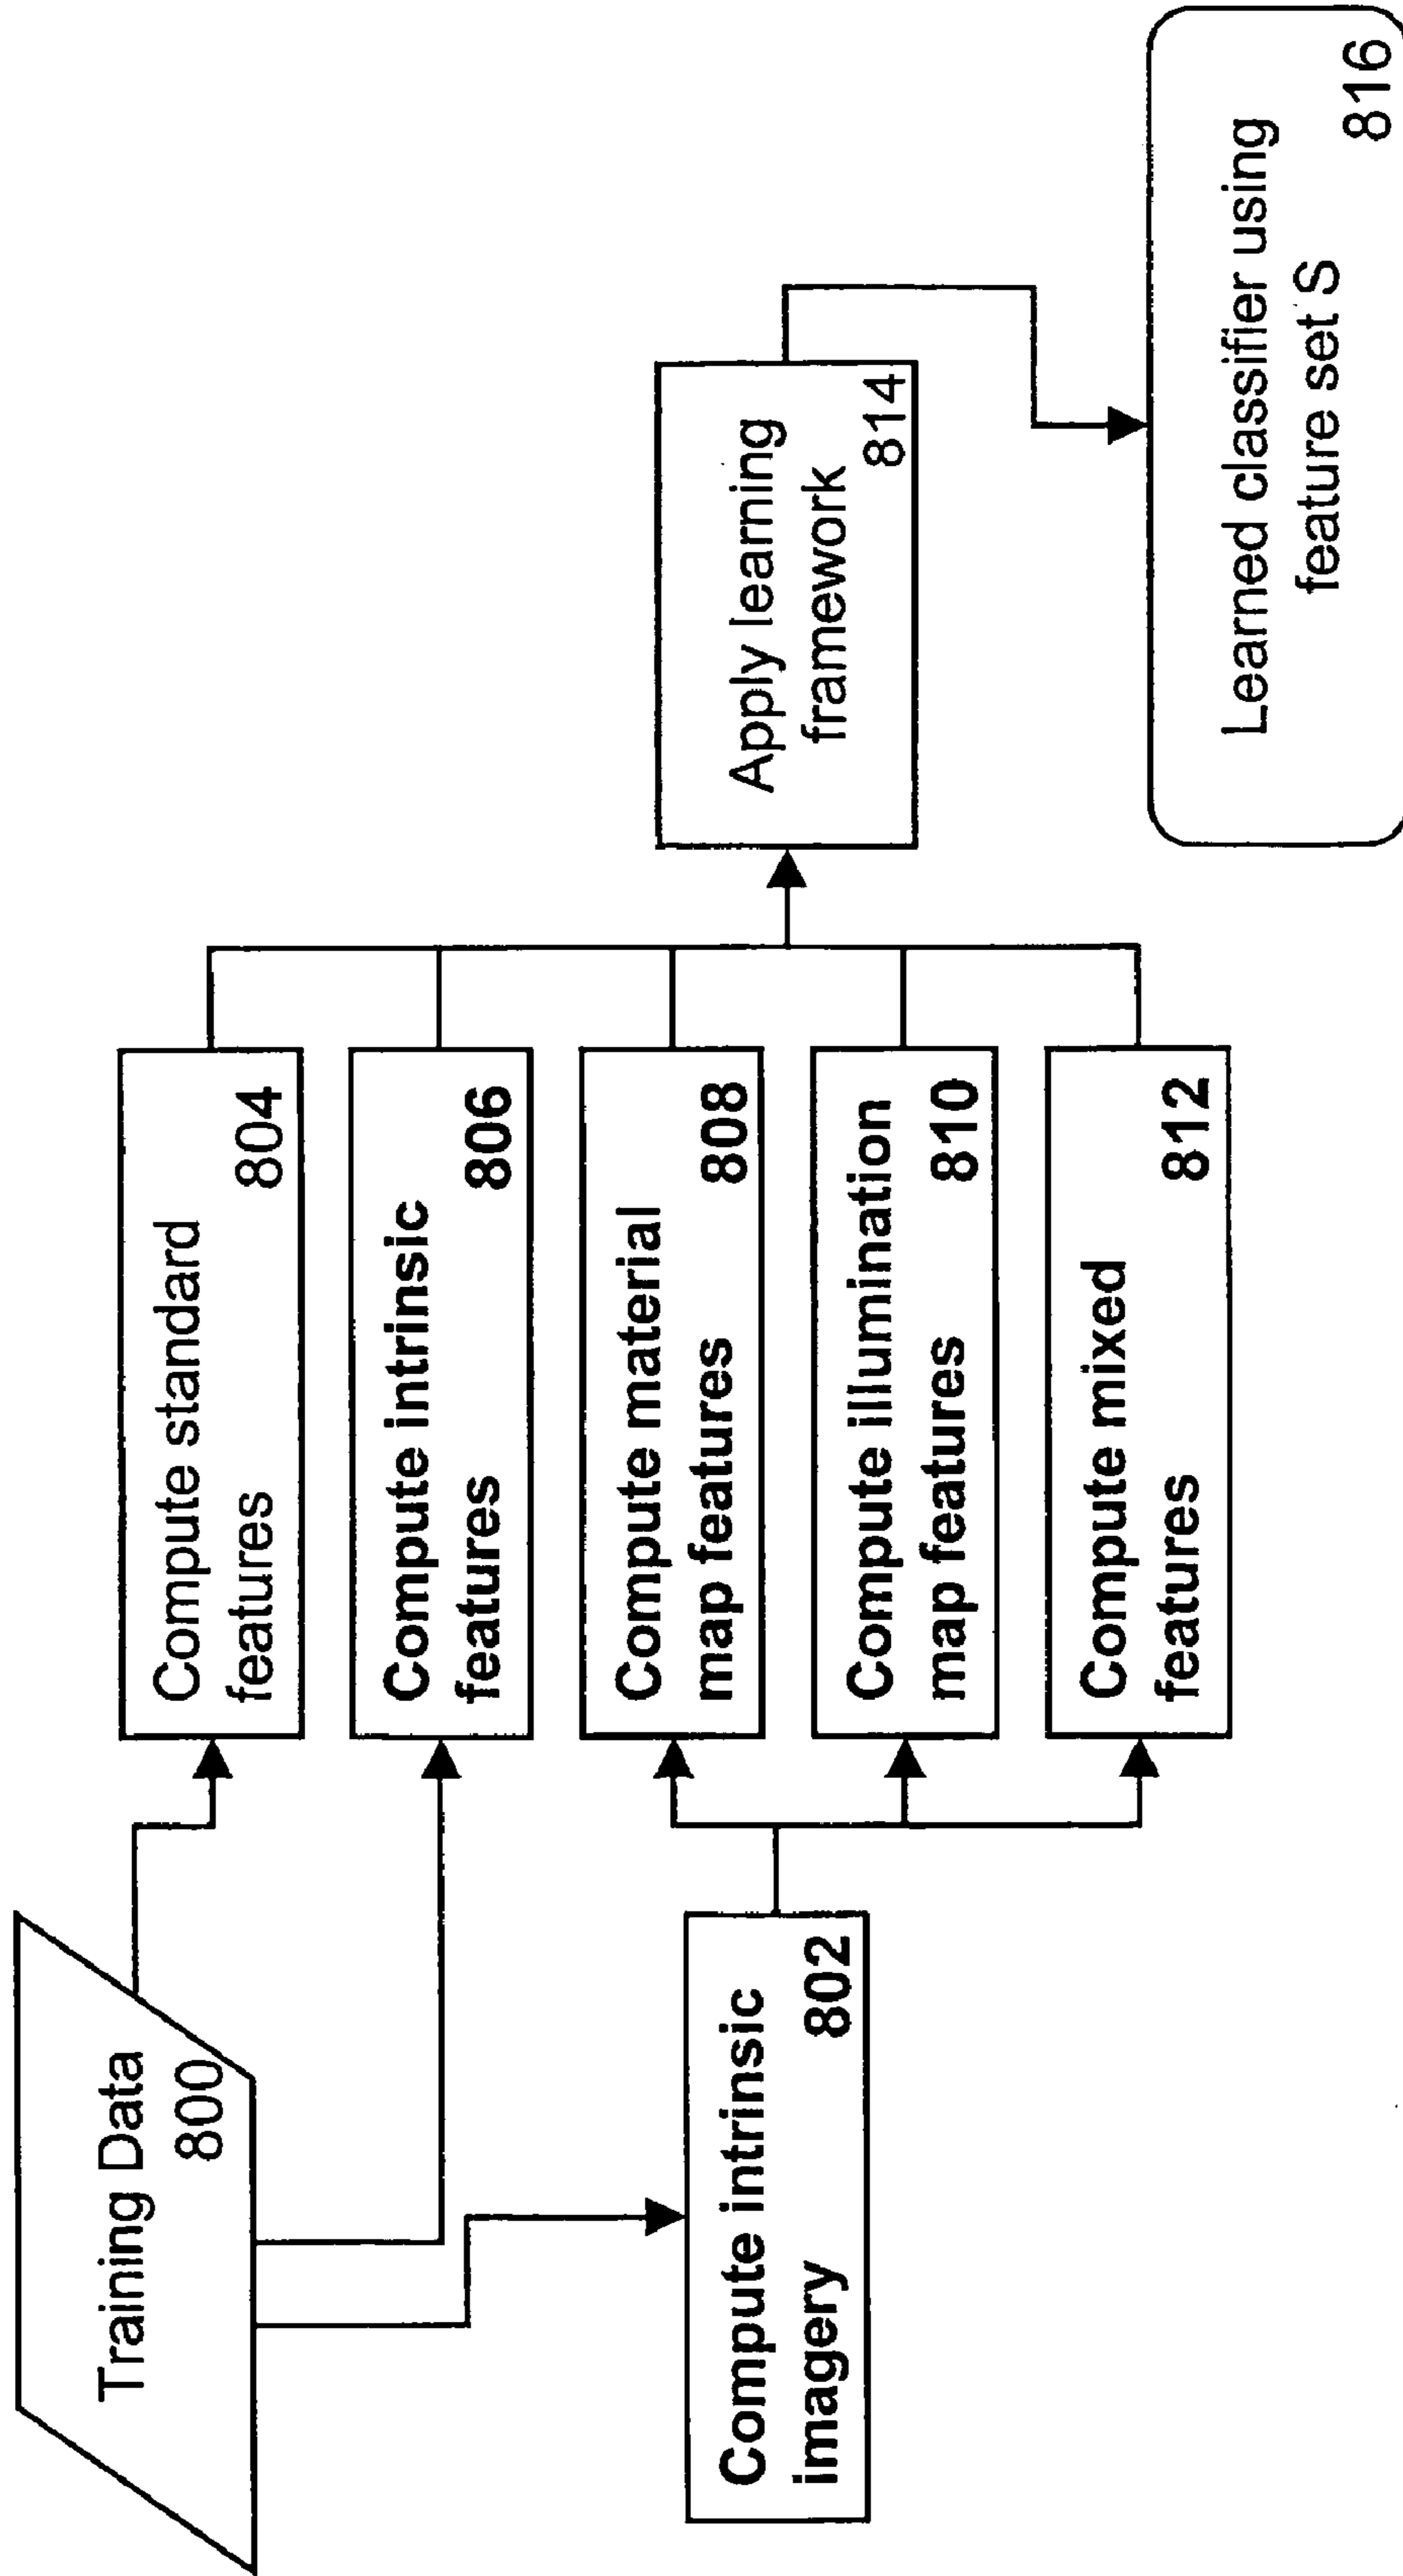 Training Data
800
Compute intrinsic
imagery 802
Compute standard
features 804
Compute intrinsic
features 806
Compute material
map features 808
Compute illumination
map features 810
Compute mixed
features 812
Apply learning
framework
814
Learned classifier using
feature set S
816